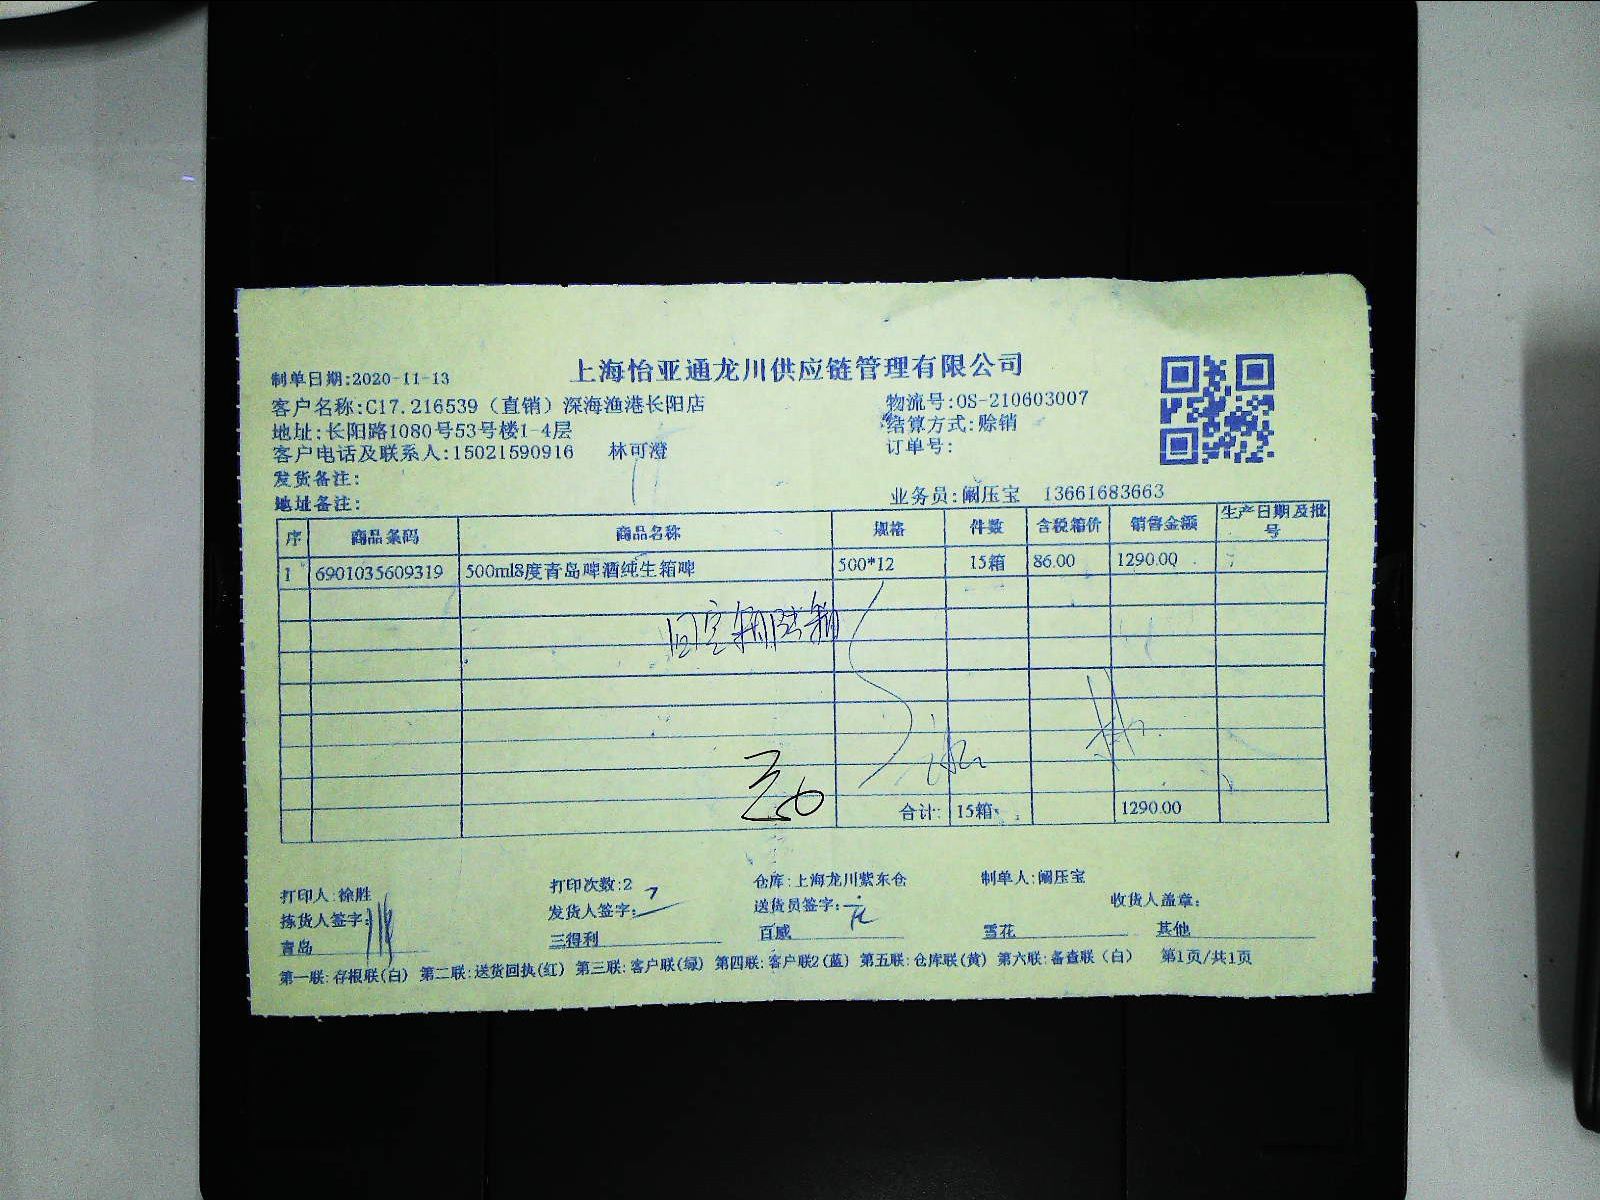 上海怡亚通龙川供应链管理有限公司
制单日期:2020-11-13
客户名称:C17.216539（直销）深海渔港长阳店 物流号:OS-210603007
地址:长阳路1080号53号楼1-4层 结算方式:赊销
客户电话及联系人:15021590916 林可澄 订单号:
发货备注:
地址备注: 业务员:阚压宝 13661683663
序 商品条码 商品名称 规格 件数 含税箱价 销售金额 生产日期及批号
1 6901035609319 500ml8度青岛啤酒纯生箱啤 500*12 15箱 86.00 1290.00
合计: 15箱 1290.00
打印人:徐胜 打印次数:2 仓库:上海龙川紫东仓 制单人:阚压宝
拣货人签字: 发货人签字: 送货员签字: 收货人盖章:
青岛 三得利 百威 雪花 其他
第一联:存根联(白) 第二联:送货回执(红) 第三联:客户联(绿) 第四联:客户联2(蓝) 第五联:仓库联(黄) 第六联:备查联（白） 第1页/共1页